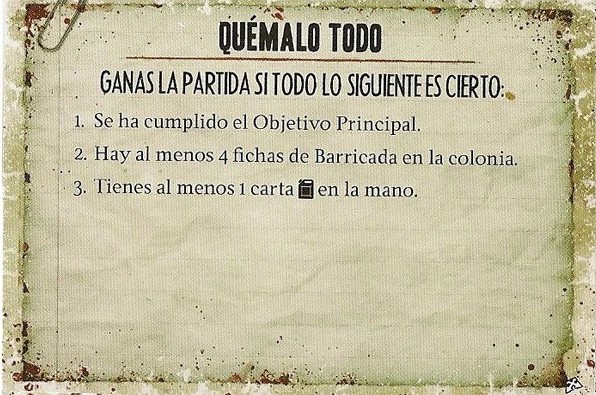 QUÉMALO TODO
GANAS LA PARTIDA SI TODO LO SIGUIENTE ES CIERTO:
1. Se ha cumplido el Objetivo Principal.
2. Hay al menos 4 fichas de Barricada en la colonia.
3. Tienes al menos 1 carta en la mano.